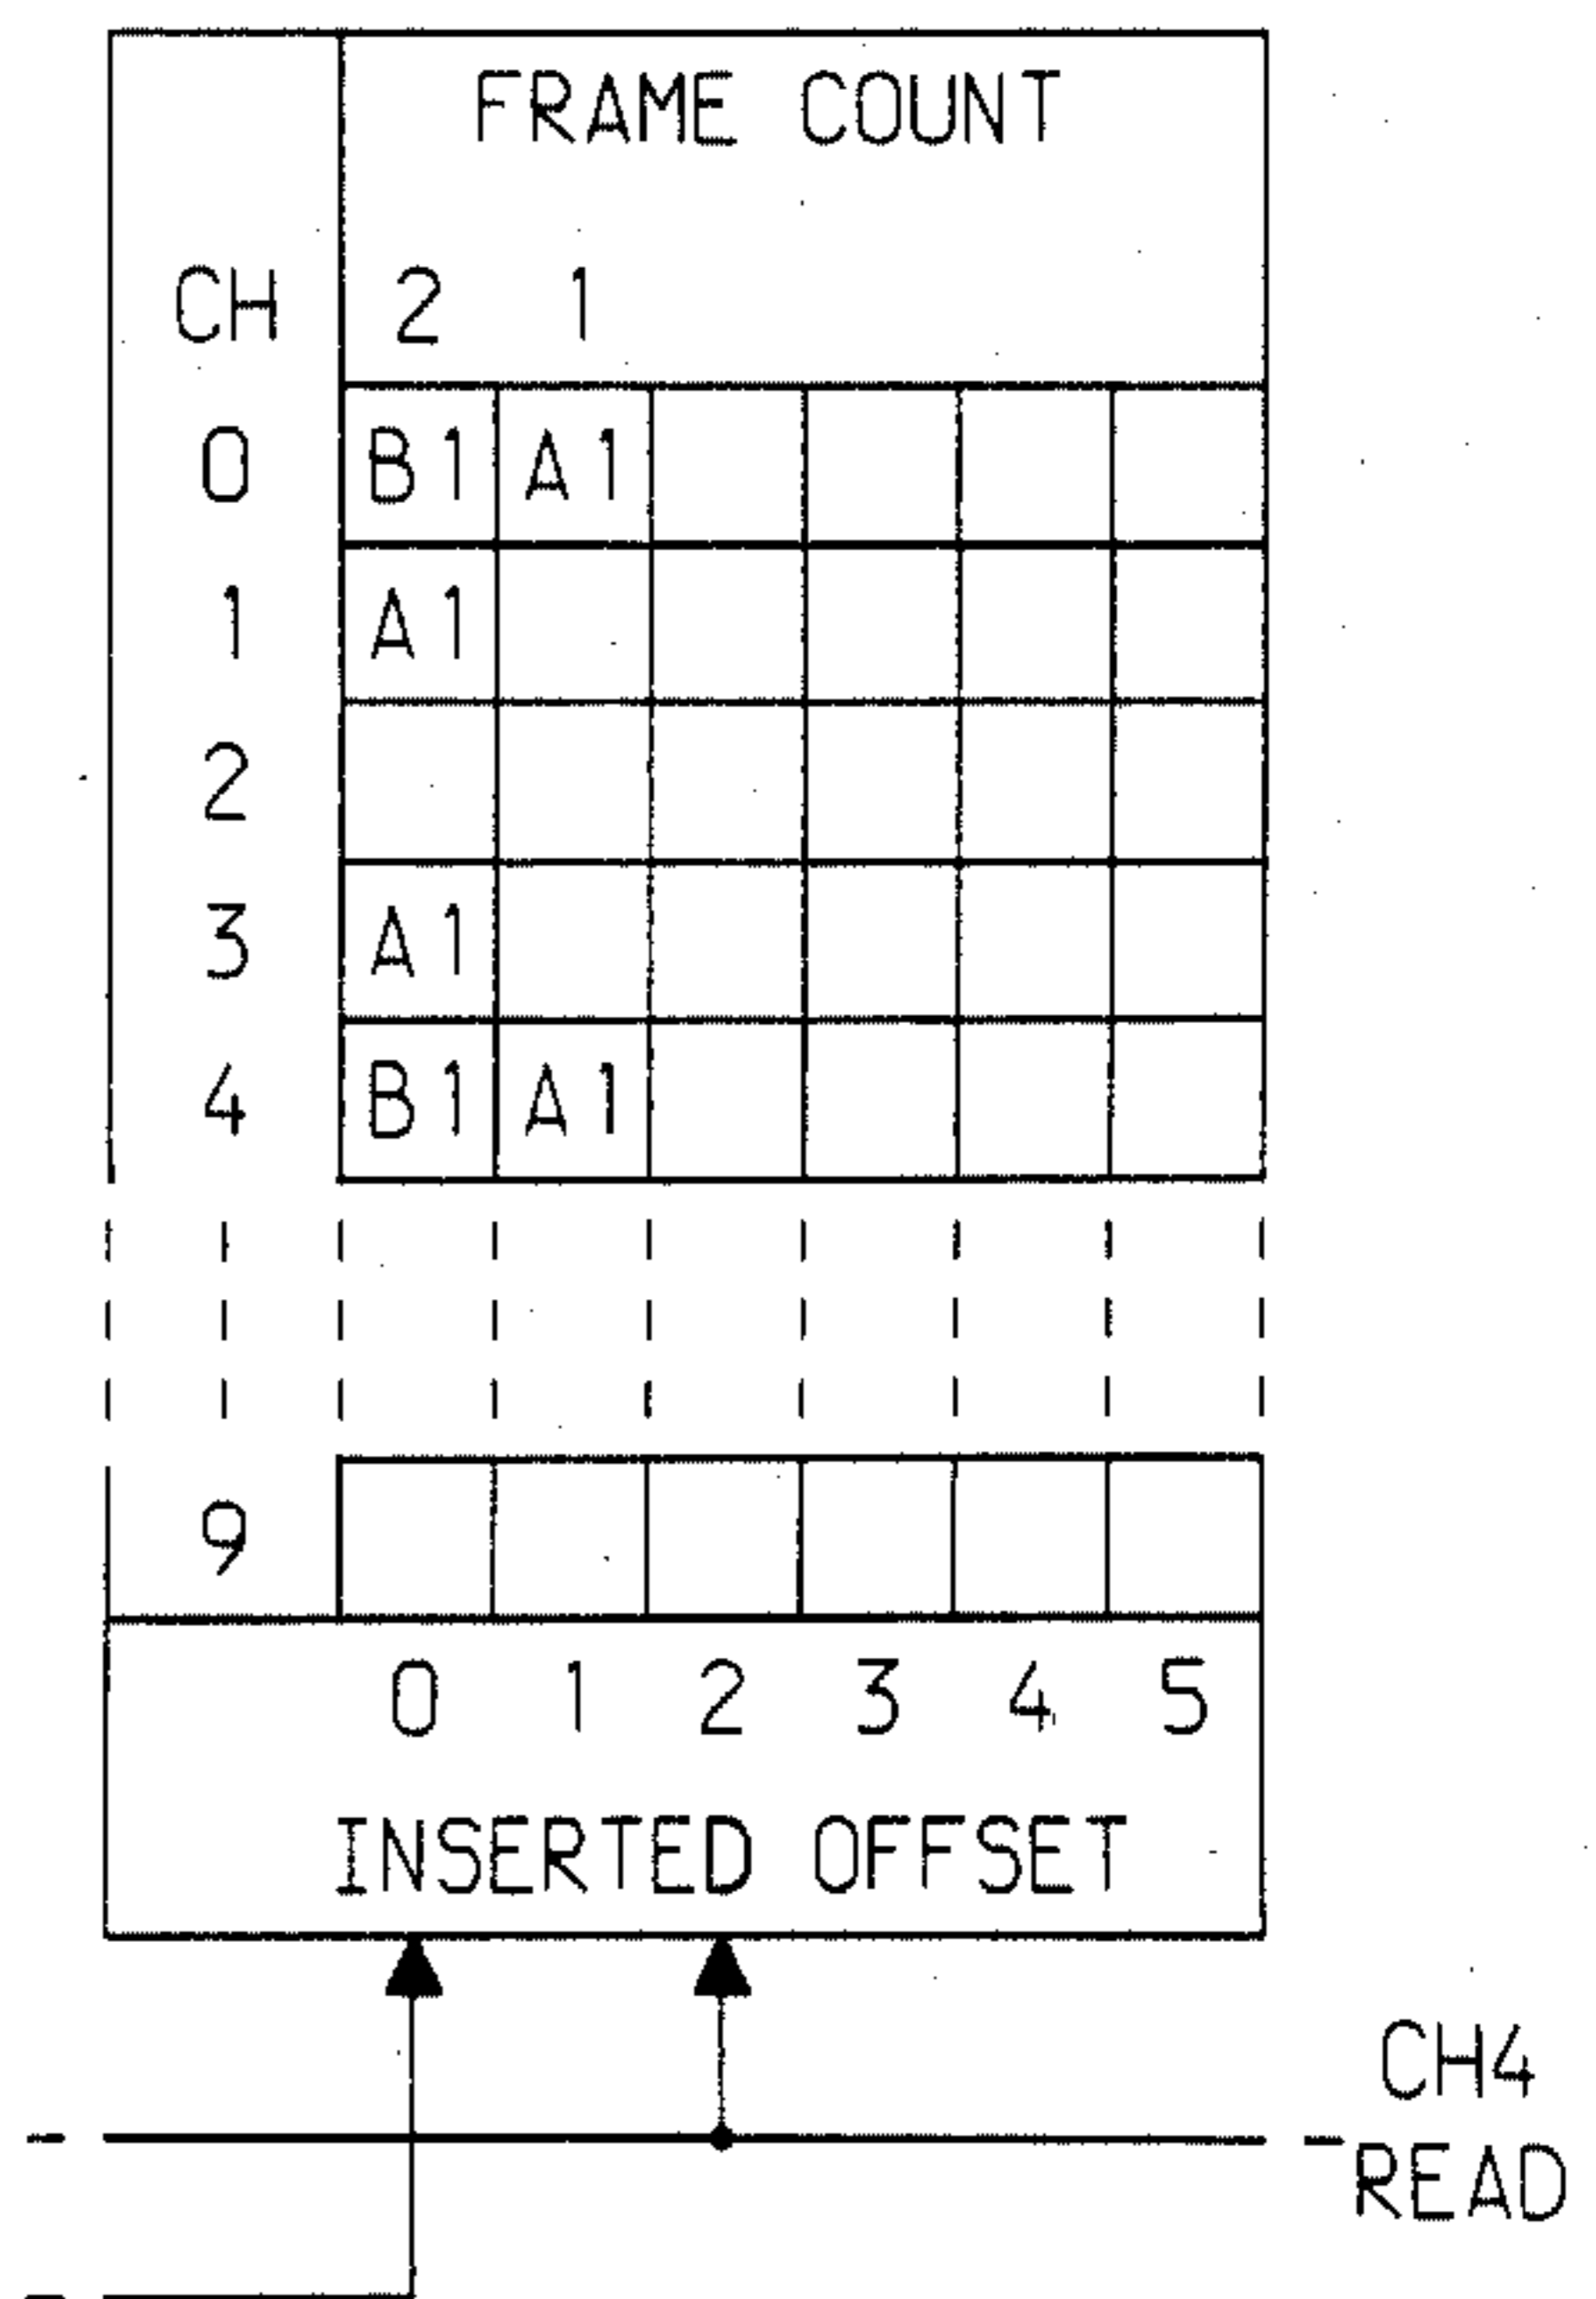 FRAME COUNT
CH 2 1
0 B1 A1
1 A1
2
3 A1
4 B1 A1
9
0 1 2 3 4 5
INSERTED OFFSET
CH4
READ